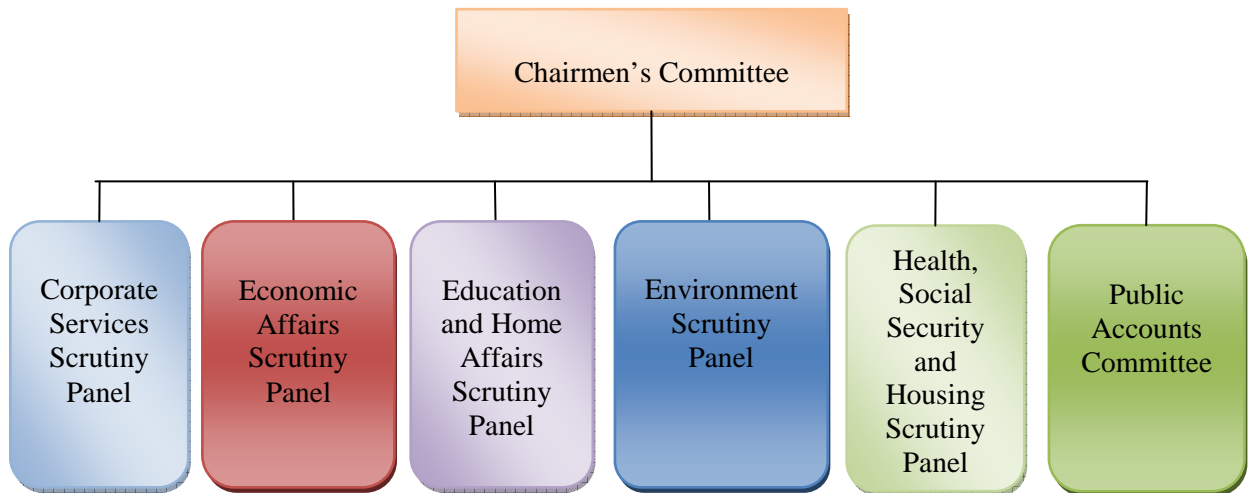 Chairmen’s Committee
Corporate
Services
Scrutiny
Panel
Economic
Affairs
Scrutiny
Panel
Education
and Home
Affairs
Scrutiny
Panel
Environment
Scrutiny
Panel
Health,
Social
Security
and
Housing
Scrutiny
Panel
Public
Accounts
Committee